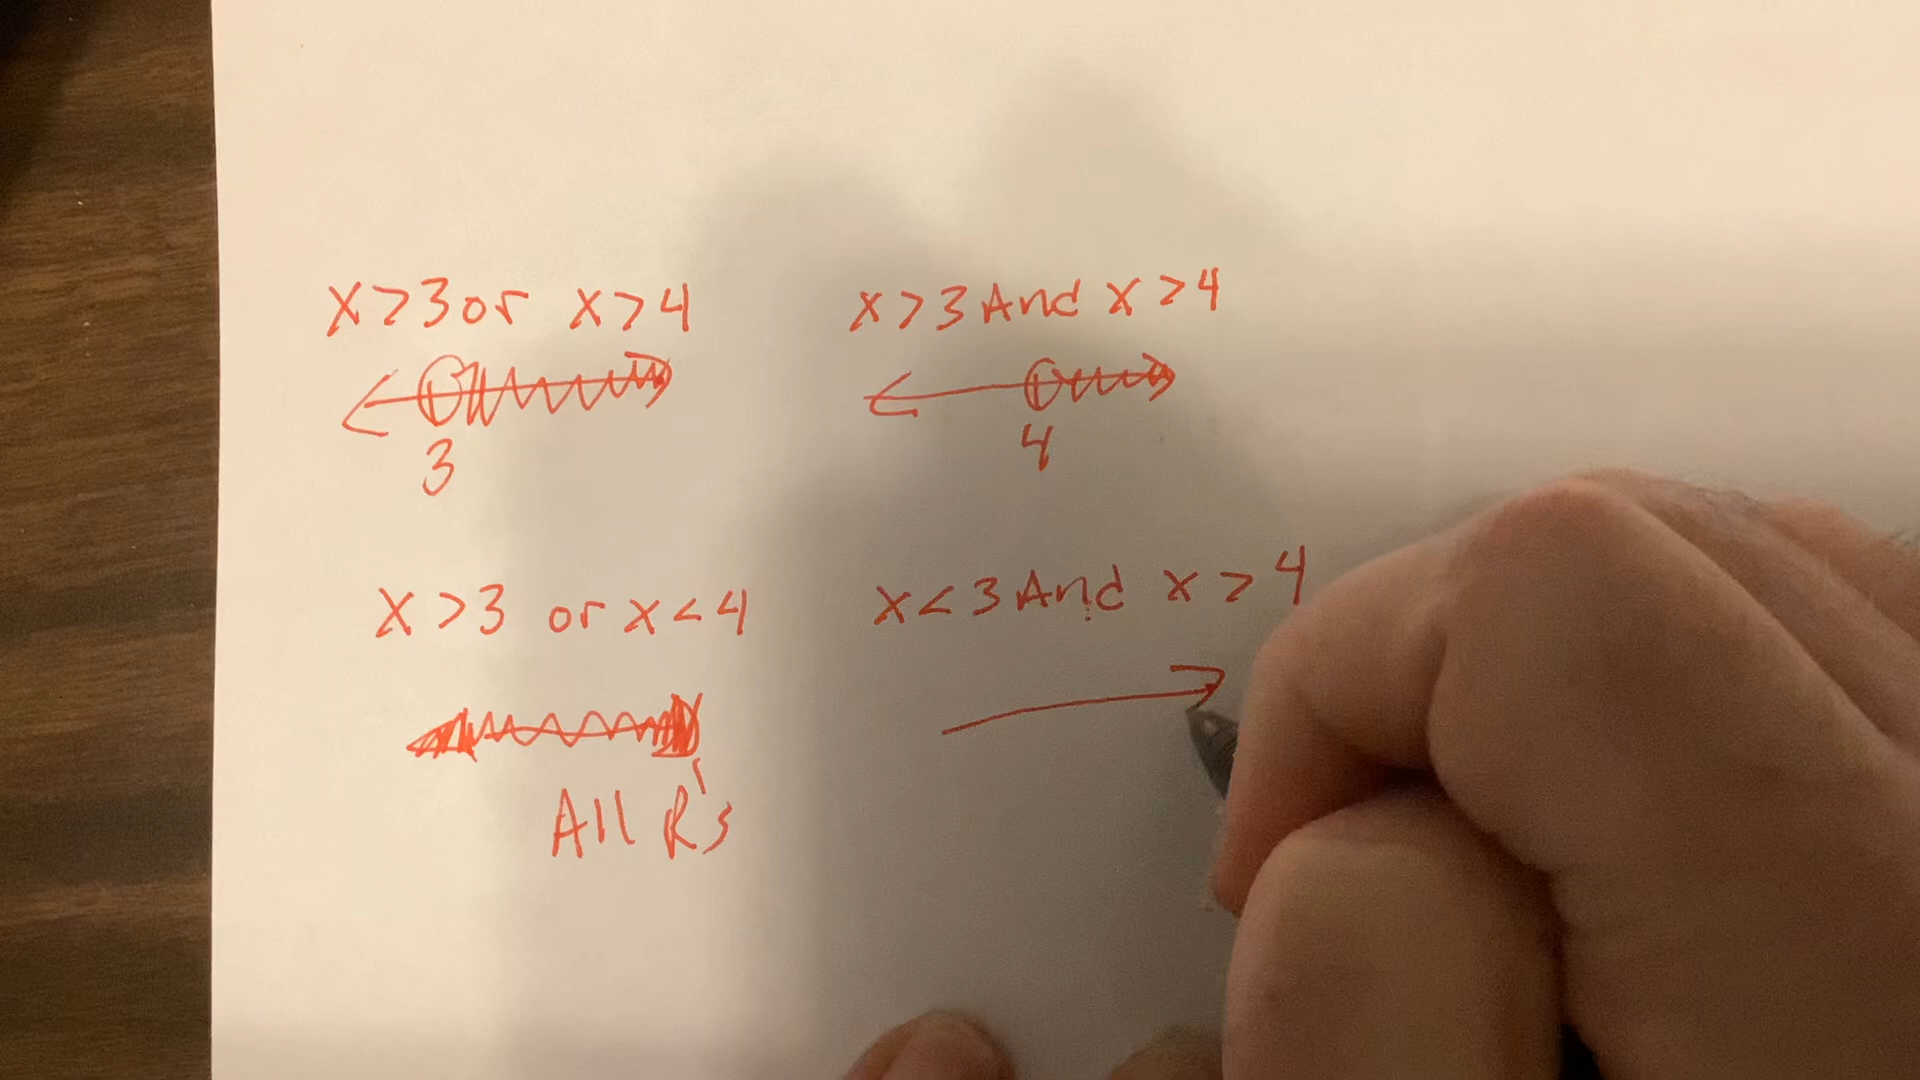 x>3 or x>4
x>3 And x>4
3
4
x>3 or x<4
x<3 And x>4
All R's